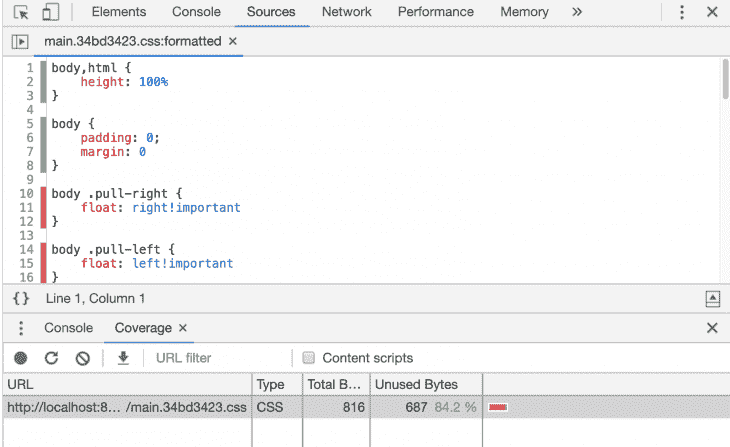 Elements Console Sources Network Performance Memory »
main.34bd3423.css:formatted ×
1 body,html {
2 height: 100%
3 }
4
5 body {
6 padding: 0;
7 margin: 0
8 }
9
10 body .pull-right {
11 float: right!important
12 }
13
14 body .pull-left {
15 float: left!important
16 }
{} Line 1, Column 1
Console Coverage ×
URL filter Content scripts
URL Type Total B… Unused Bytes
http://localhost:8… /main.34bd3423.css CSS 816 687 84.2 %